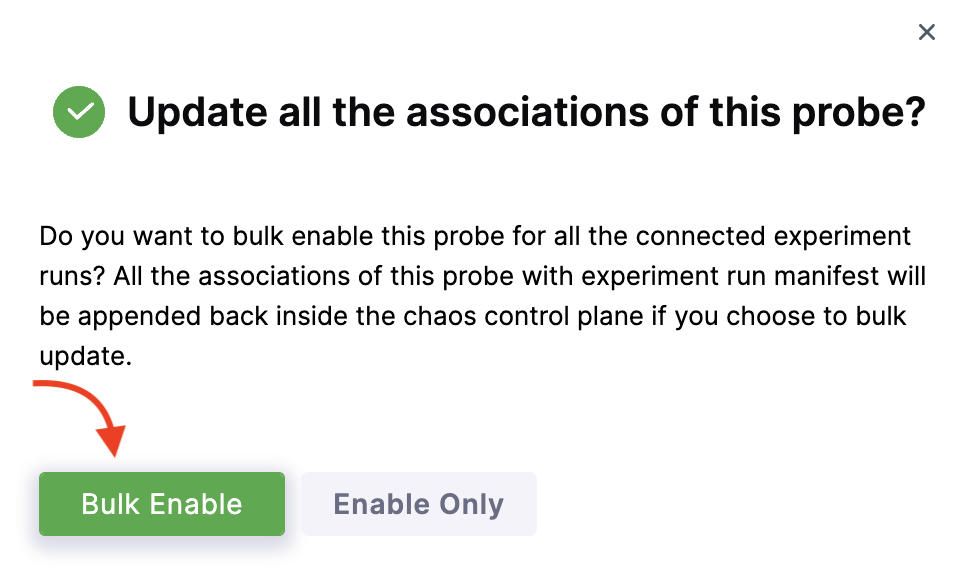 Update all the associations of this probe?
Do you want to bulk enable this probe for all the connected experiment
runs? All the associations of this probe with experiment run manifest will
be appended back inside the chaos control plane if you choose to bulk
update.
Bulk Enable
Enable Only